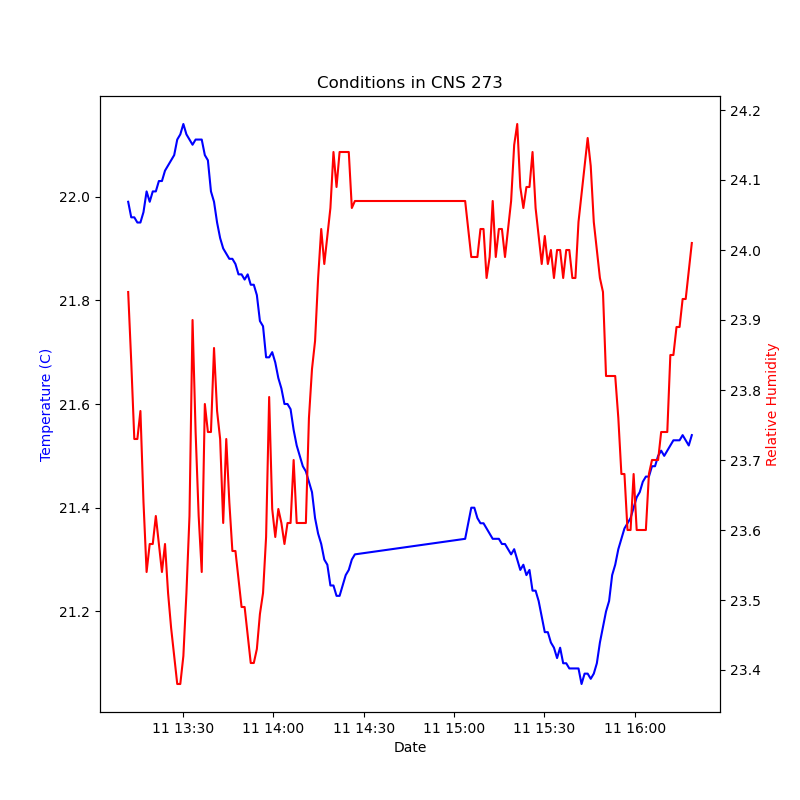 Conditions in CNS 273
22.0
21.8
21.6
21.4
21.2
Temperature (C)
24.2
24.1
24.0
23.9
23.8
23.7
23.6
23.5
23.4
Relative Humidity
11 13:30 11 14:00 11 14:30 11 15:00 11 15:30 11 16:00
Date